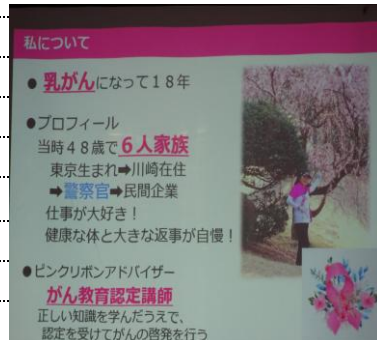 私について
● 乳がんになって18年
●プロフィール
当時48歳で6人家族
東京生まれ➡川崎在住
➡警察官➡民間企業
仕事が大好き!
健康な体と大きな返事が自慢!
●ピンクリボンアドバイザー
がん教育認定講師
正しい知識を学んだうえで、
認定を受けてがんの啓発を行う